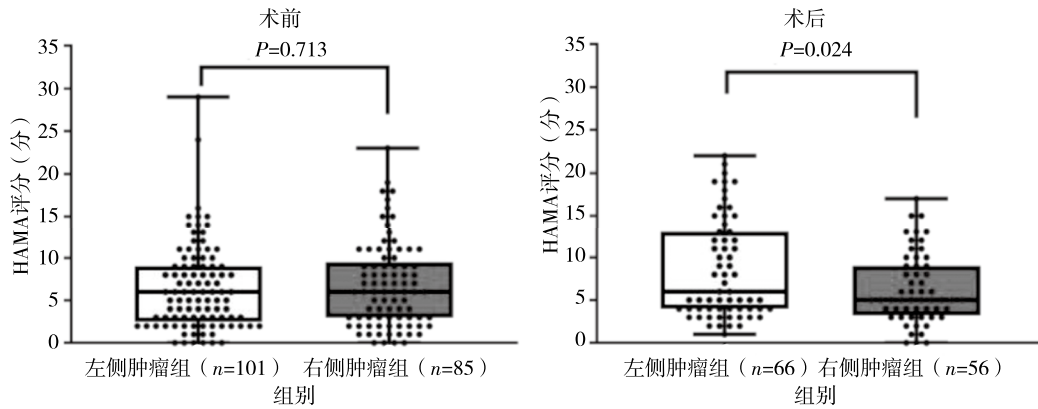 术前
P=0.713
HAMA评分（分）
35
30
25
20
15
10
5
0
左侧肿瘤组（n=101）
右侧肿瘤组（n=85）
组别
术后
P=0.024
HAMA评分（分）
35
30
25
20
15
10
5
0
左侧肿瘤组（n=66）
右侧肿瘤组（n=56）
组别